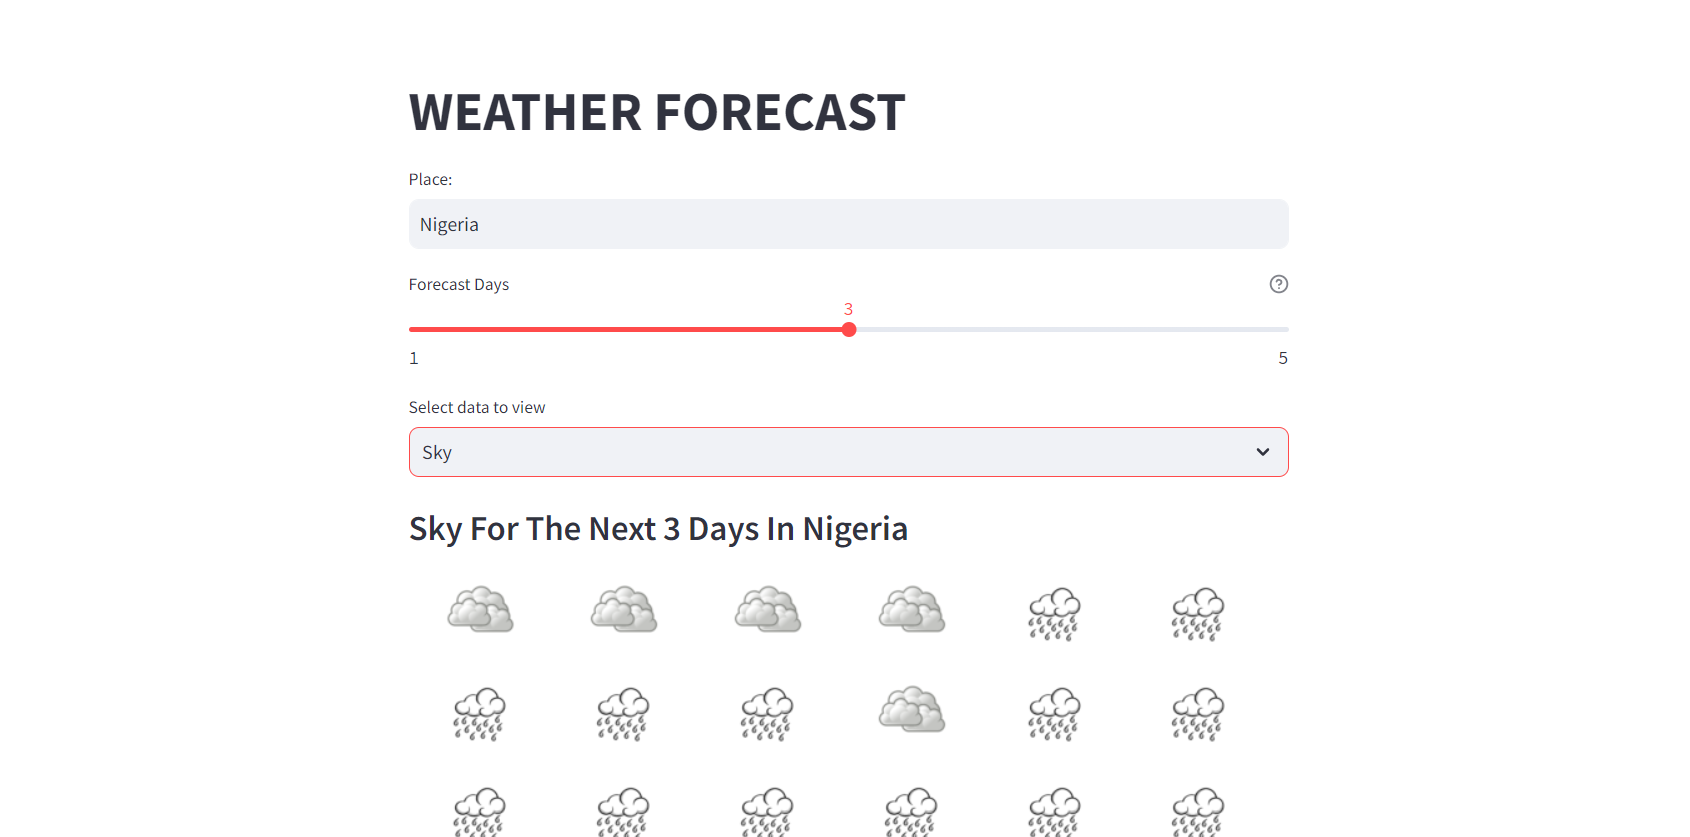 WEATHER FORECAST
Place:
Nigeria
Forecast Days
3
1
5
Select data to view
Sky
Sky For The Next 3 Days In Nigeria